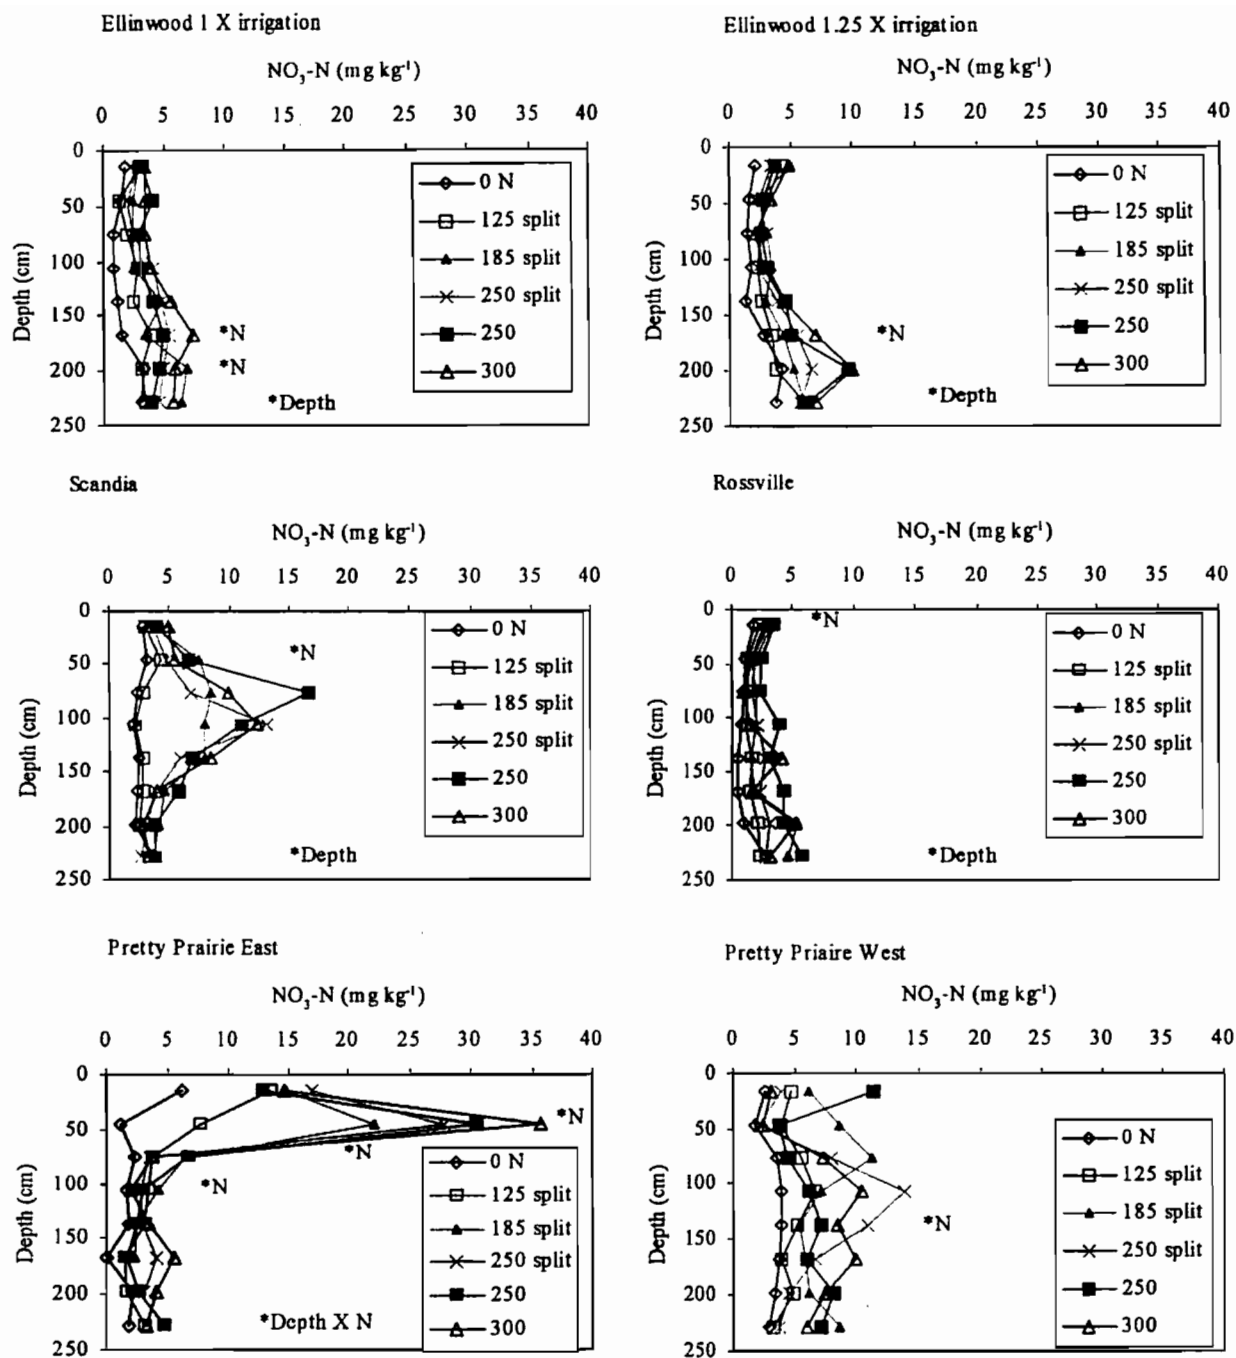 Ellinwood 1 X irrigation
NO3-N (mg kg-1)
0 5 10 15 20 25 30 35 40
0
50
100
150
200
250
Depth (cm)
0 N
125 split
185 split
250 split
250
300
*N
*N
*Depth
Ellinwood 1.25 X irrigation
NO3-N (mg kg-1)
0 5 10 15 20 25 30 35 40
0
50
100
150
200
250
Depth (cm)
0 N
125 split
185 split
250 split
250
300
*N
*Depth
Scandia
NO3-N (mg kg-1)
0 5 10 15 20 25 30 35 40
0
50
100
150
200
250
Depth (cm)
0 N
125 split
185 split
250 split
250
300
*N
*Depth
Rossville
NO3-N (mg kg-1)
0 5 10 15 20 25 30 35 40
0
50
100
150
200
250
Depth (cm)
*N
0 N
125 split
185 split
250 split
250
300
*Depth
Pretty Prairie East
NO3-N (mg kg-1)
0 5 10 15 20 25 30 35 40
0
50
100
150
200
250
Depth (cm)
*N
*N
*N
0 N
125 split
185 split
250 split
250
300
*Depth X N
Pretty Priaire West
NO3-N (mg kg-1)
0 5 10 15 20 25 30 35 40
0
50
100
150
200
250
Depth (cm)
*N
0 N
125 split
185 split
250 split
250
300